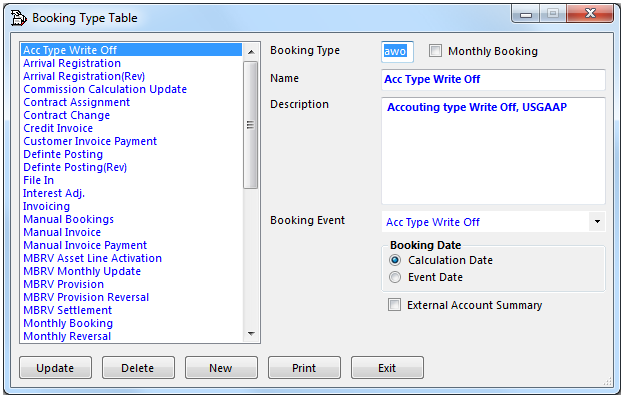 Booking Type Table
Acc Type Write Off
Arrival Registration
Arrival Registration(Rev)
Commission Calculation Update
Contract Assignment
Contract Change
Credit Invoice
Customer Invoice Payment
Definte Posting
Definte Posting(Rev)
File In
Interest Adj.
Invoicing
Manual Bookings
Manual Invoice
Manual Invoice Payment
MBRV Asset Line Activation
MBRV Monthly Update
MBRV Provision
MBRV Provision Reversal
MBRV Settlement
Monthly Booking
Monthly Reversal
Booking Type awo Monthly Booking
Name Acc Type Write Off
Description Accouting type Write Off, USGAAP
Booking Event Acc Type Write Off
Booking Date
Calculation Date
Event Date
External Account Summary
Update Delete New Print Exit